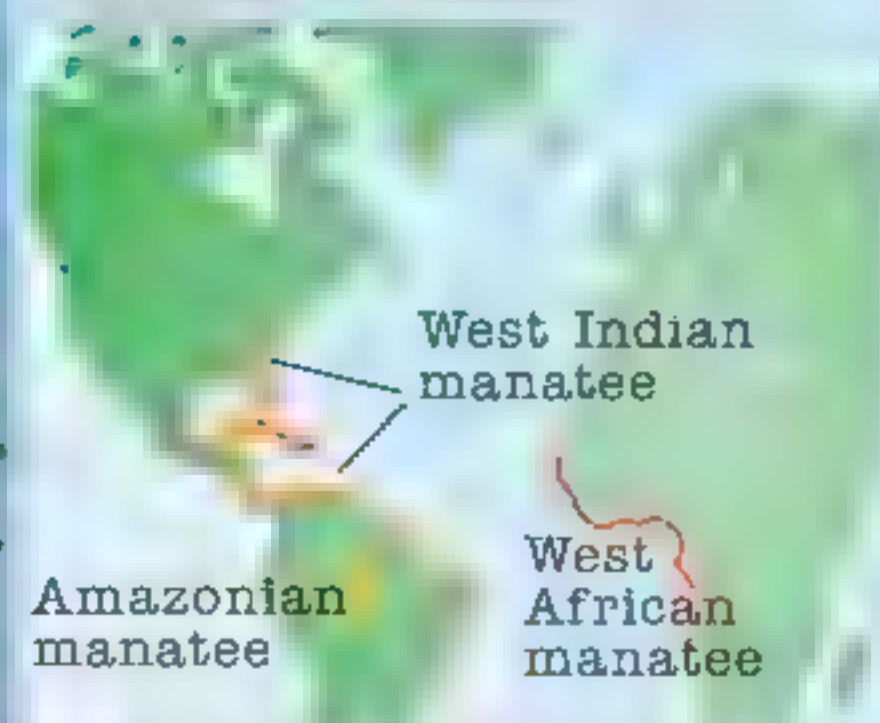 West Indian
manatee
Amazonian
manatee
West
African
manatee